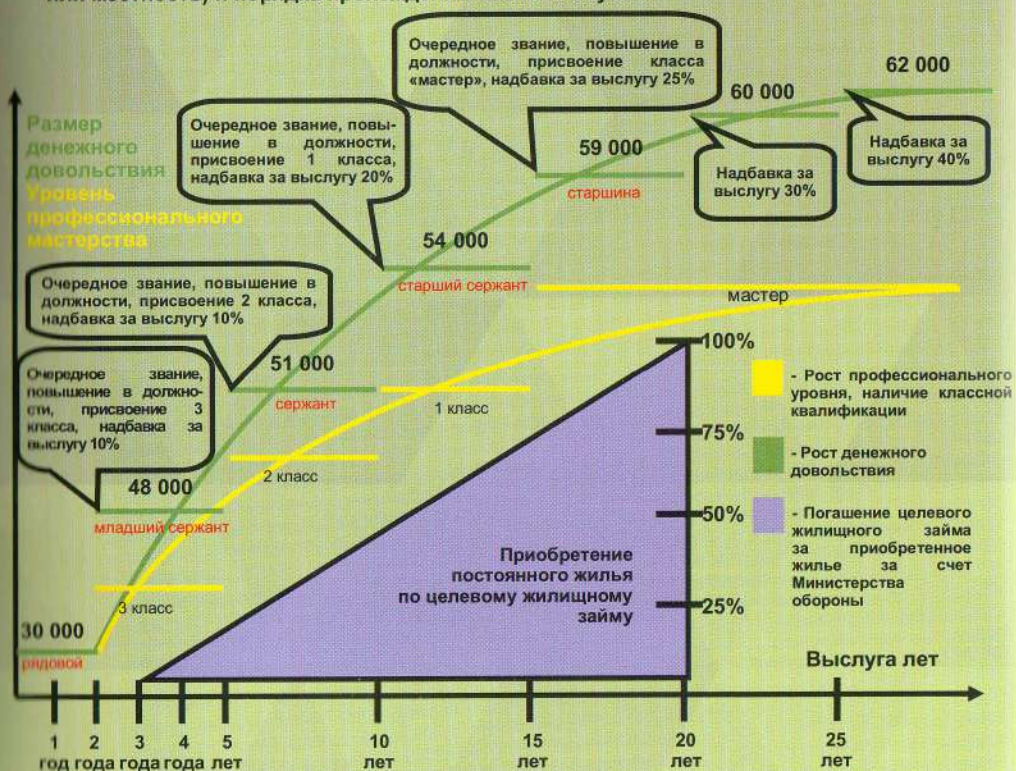 Очередное звание, повышение в
должности, присвоение класса
«мастер», надбавка за выслугу 25%
62 000
60 000
Размер
денежного
довольствия
Уровень
профессионального
мастерства
Очередное звание, повы-
шение в должности,
присвоение 1 класса,
надбавка за выслугу 20%
59 000
старшина
Надбавка за
выслугу 30%
Надбавка за
выслугу 40%
54 000
старший сержант
Очередное звание, повышение в
должности, присвоение 2 класса,
надбавка за выслугу 10%
мастер
51 000
сержант
1 класс
Очередное звание,
повышение в должно-
сти, присвоение 3
класса, надбавка за
выслугу 10%
48 000
младший сержант
2 класс
3 класс
30 000
рядовой
100%
75%
50%
25%
Приобретение
постоянного жилья
по целевому жилищному
займу
- Рост профессионального
уровня, наличие классной
квалификации
- Рост денежного
довольствия
- Погашение целевого
жилищного займа
за приобретенное
жилье за счет
Министерства
обороны
Выслуга лет
1 2 3 4 5 10 15 20 25
год года года года лет лет лет лет лет